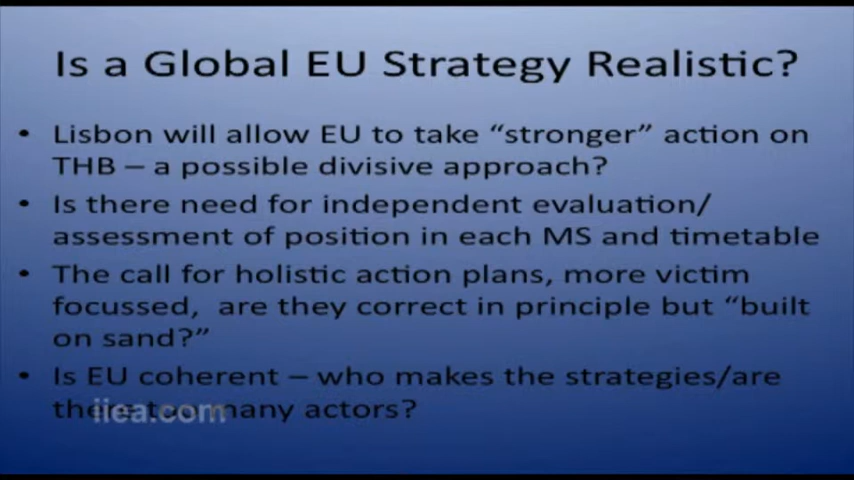 Is a Global EU Strategy Realistic?
• Lisbon will allow EU to take “stronger” action on
THB – a possible divisive approach?
• Is there need for independent evaluation/
assessment of position in each MS and timetable
• The call for holistic action plans, more victim
focussed,  are they correct in principle but “built
on sand?”
• Is EU coherent – who makes the strategies/are
there too many actors?
iiea.com